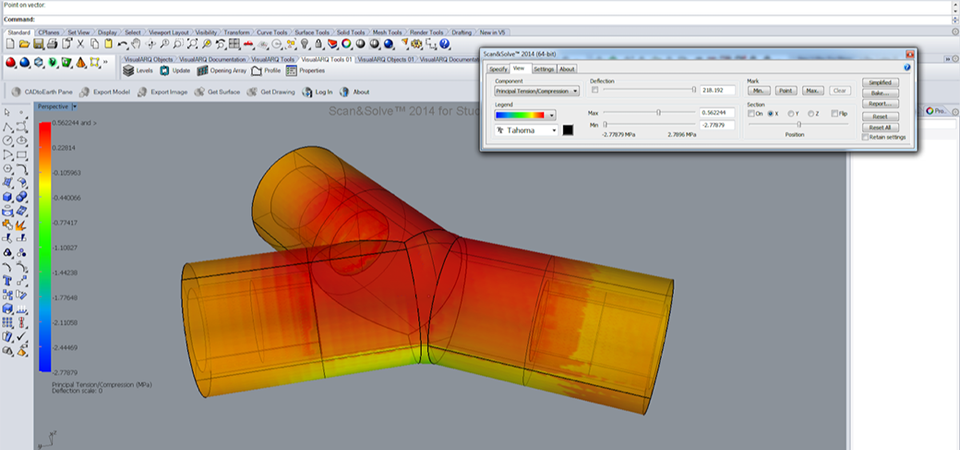 Point on vector:
Command:
Standard CPlanes Set View Display Select Viewport Layout Visibility Transform Curve Tools Surface Tools Solid Tools Mesh Tools Render Tools Drafting New in V5
VisualARQ Objects VisualARQ Documentation VisualARQ Tools VisualARQ Tools 01 VisualARQ Objects 01 VisualARQ Documentation
Levels Update Opening Array Profile Properties
CADtoEarth Pane Export Model Export Image Get Surface Get Drawing Log In About
Perspective
Scan&Solve™ 2014 for Stud
0.562244 and >
0.22814
-0.105963
-0.440066
-0.77417
-1.10827
-1.44238
-1.77648
-2.11058
-2.44469
-2.77879
Principal Tension/Compression (MPa)
Deflection scale: 0
Scan&Solve™ 2014 (64-bit)
Specify View Settings About
Component
Principal Tension/Compression
Legend
Tahoma
Deflection
218.192
Max
0.562244
Min
-2.77879
-2.77879 MPa 2.7896 MPa
Mark
Min. Point Max. Clear
Section
On X Y Z Flip
Position
Simplified
Bake...
Report...
Reset
Reset All
Retain settings
Pro...